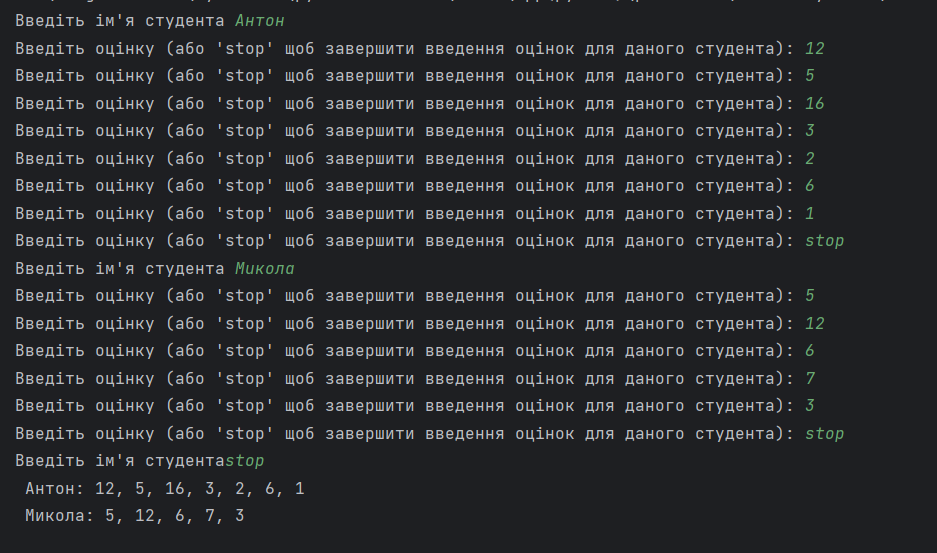 Введіть ім'я студента Антон
Введіть оцінку (або 'stop' щоб завершити введення оцінок для даного студента): 12
Введіть оцінку (або 'stop' щоб завершити введення оцінок для даного студента): 5
Введіть оцінку (або 'stop' щоб завершити введення оцінок для даного студента): 16
Введіть оцінку (або 'stop' щоб завершити введення оцінок для даного студента): 3
Введіть оцінку (або 'stop' щоб завершити введення оцінок для даного студента): 2
Введіть оцінку (або 'stop' щоб завершити введення оцінок для даного студента): 6
Введіть оцінку (або 'stop' щоб завершити введення оцінок для даного студента): 1
Введіть оцінку (або 'stop' щоб завершити введення оцінок для даного студента): stop
Введіть ім'я студента Микола
Введіть оцінку (або 'stop' щоб завершити введення оцінок для даного студента): 5
Введіть оцінку (або 'stop' щоб завершити введення оцінок для даного студента): 12
Введіть оцінку (або 'stop' щоб завершити введення оцінок для даного студента): 6
Введіть оцінку (або 'stop' щоб завершити введення оцінок для даного студента): 7
Введіть оцінку (або 'stop' щоб завершити введення оцінок для даного студента): 3
Введіть оцінку (або 'stop' щоб завершити введення оцінок для даного студента): stop
Введіть ім'я студентаstop
Антон: 12, 5, 16, 3, 2, 6, 1
Микола: 5, 12, 6, 7, 3